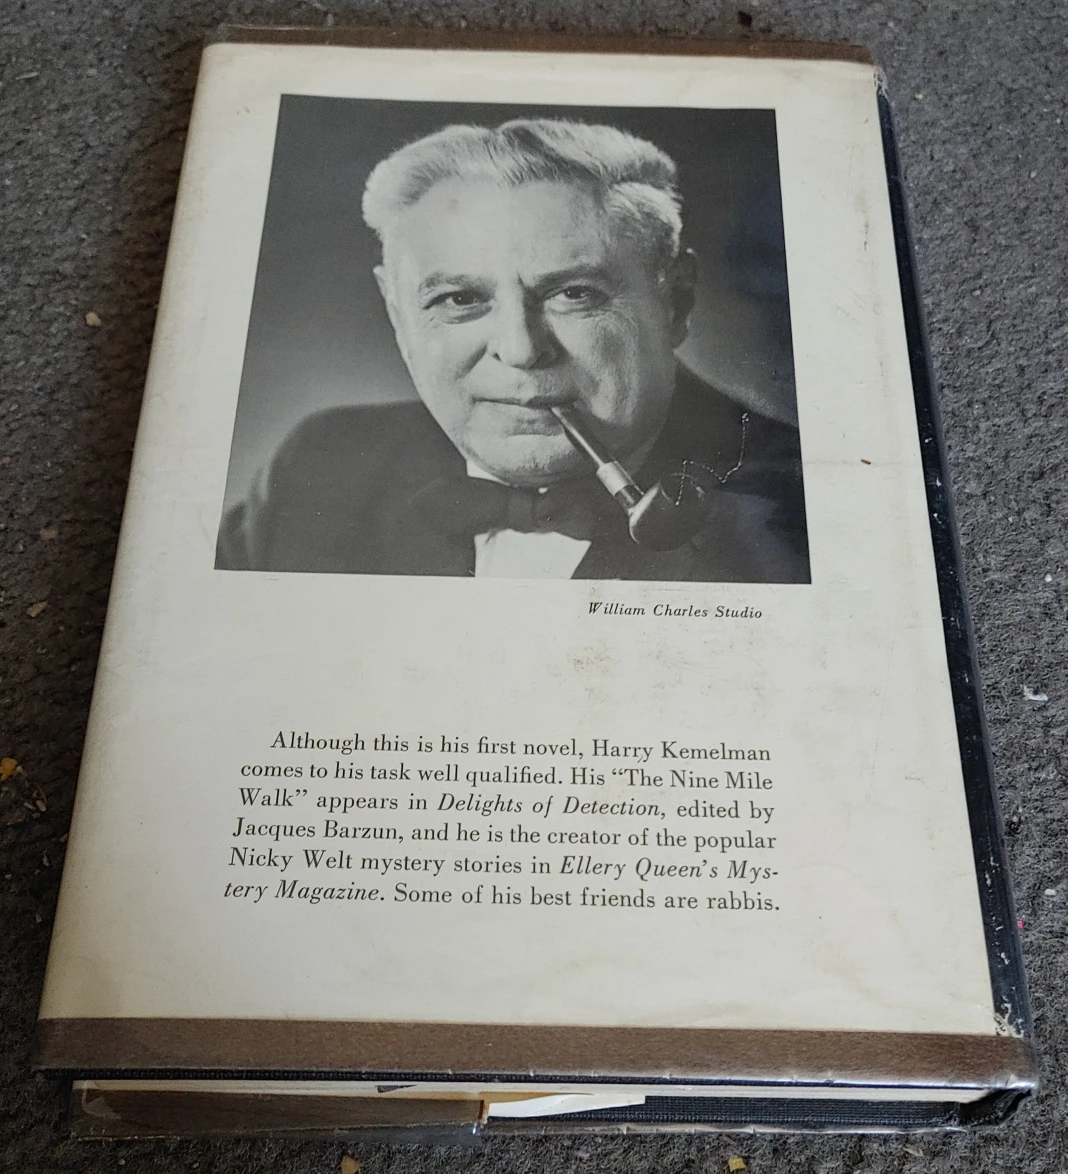 William Charles Studio
Although this is his first novel, Harry Kemelman
comes to his task well qualified. His “The Nine Mile
Walk” appears in Delights of Detection, edited by
Jacques Barzun, and he is the creator of the popular
Nicky Welt mystery stories in Ellery Queen’s Mys-
tery Magazine. Some of his best friends are rabbis.